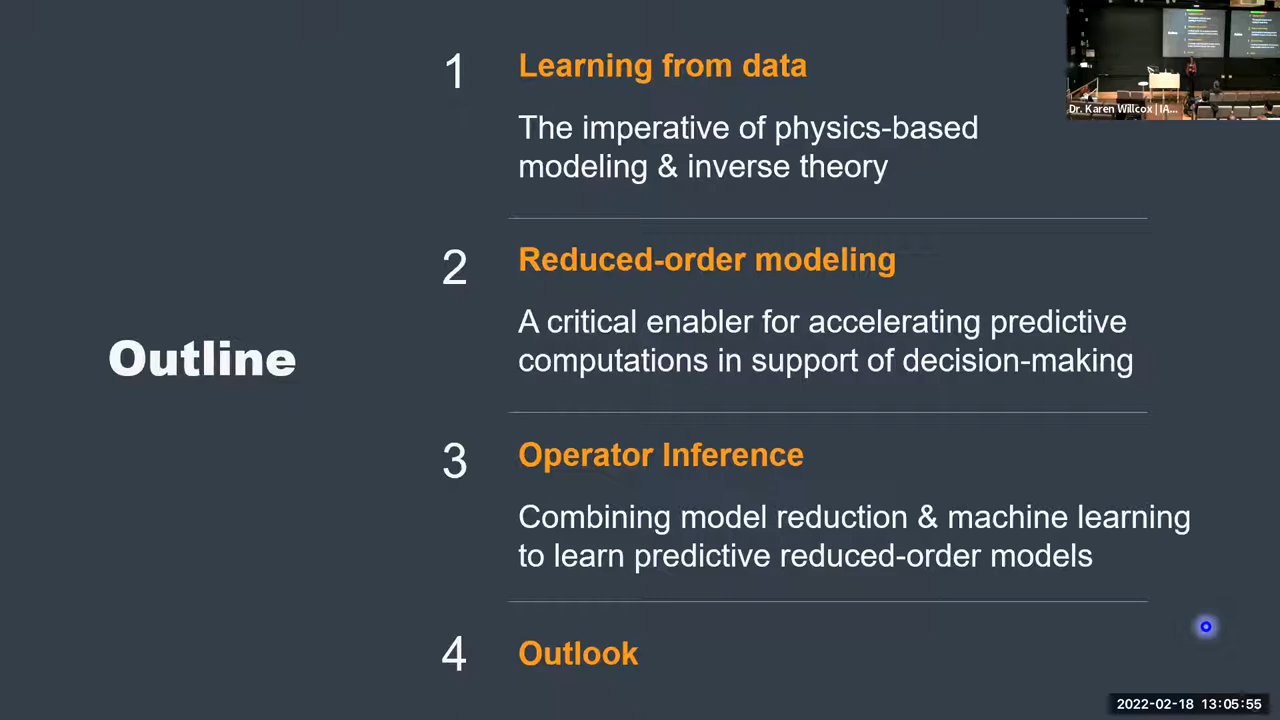 Outline
1
Learning from data
The imperative of physics-based
modeling & inverse theory
2
Reduced-order modeling
A critical enabler for accelerating predictive
computations in support of decision-making
3
Operator Inference
Combining model reduction & machine learning
to learn predictive reduced-order models
4
Outlook
Dr. Karen Willcox | IA...
2022-02-18 13:05:55